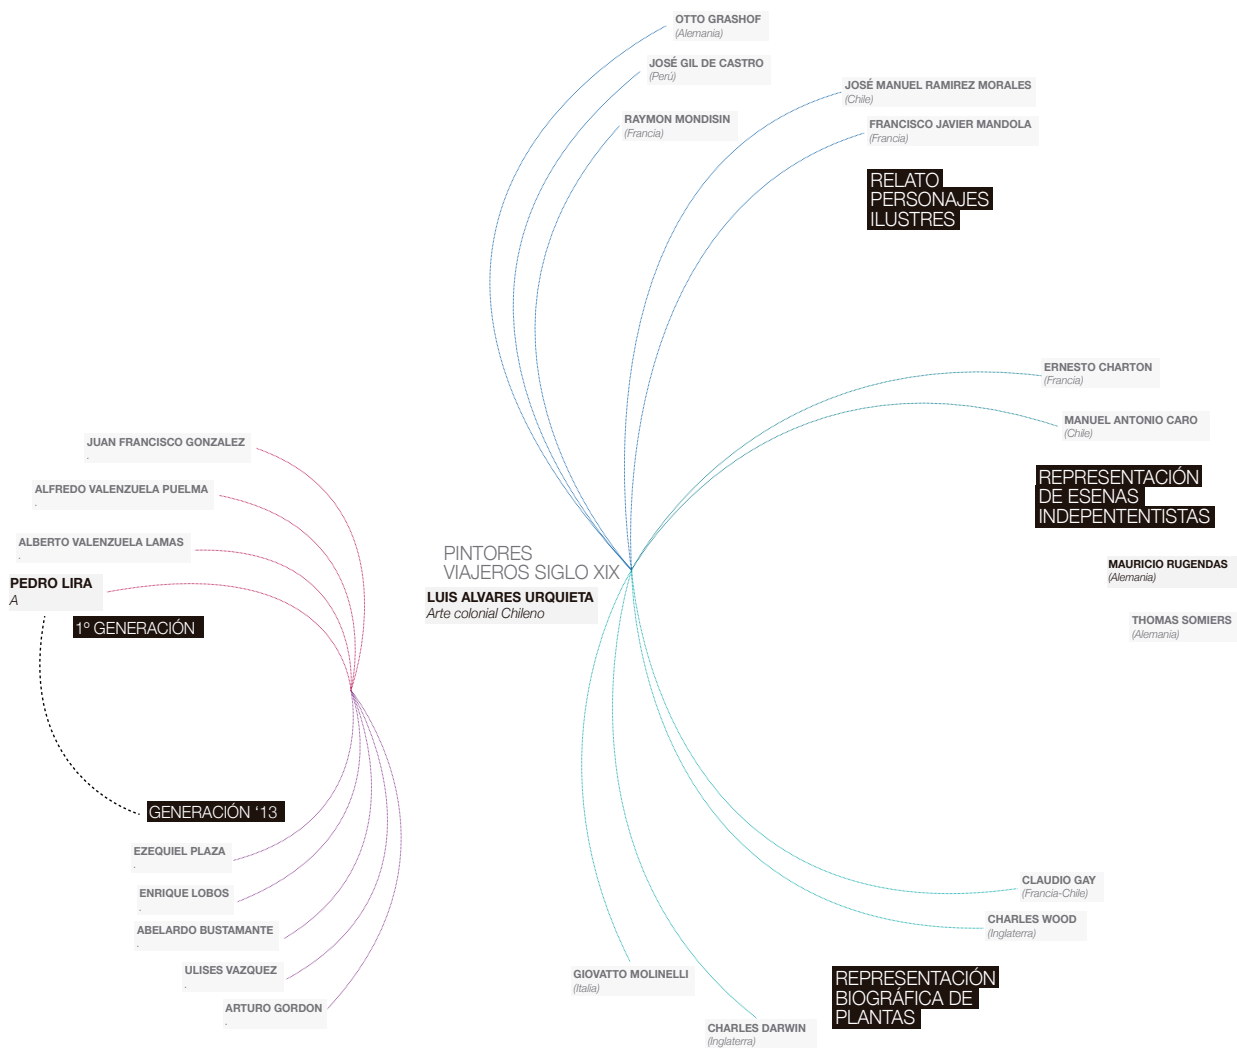 OTTO GRASHOF
(Alemania)
JOSÉ GIL DE CASTRO
(Perú)
RAYMON MONDISIN
(Francia)
JOSÉ MANUEL RAMIREZ MORALES
(Chile)
FRANCISCO JAVIER MANDOLA
(Francia)
RELATO
PERSONAJES
ILUSTRES
ERNESTO CHARTON
(Francia)
MANUEL ANTONIO CARO
(Chile)
REPRESENTACIÓN
DE ESENAS
INDEPENTENTISTAS
MAURICIO RUGENDAS
(Alemania)
THOMAS SOMIERS
(Alemania)
JUAN FRANCISCO GONZALEZ
.
ALFREDO VALENZUELA PUELMA
.
ALBERTO VALENZUELA LAMAS
.
PEDRO LIRA
A
1º GENERACIÓN
PINTORES
VIAJEROS SIGLO XIX
LUIS ALVARES URQUIETA
Arte colonial Chileno
GENERACIÓN ‘13
EZEQUIEL PLAZA
.
ENRIQUE LOBOS
.
ABELARDO BUSTAMANTE
.
ULISES VAZQUEZ
.
ARTURO GORDON
.
CLAUDIO GAY
(Francia-Chile)
CHARLES WOOD
(Inglaterra)
GIOVATTO MOLINELLI
(Italia)
CHARLES DARWIN
(Inglaterra)
REPRESENTACIÓN
BIOGRÁFICA DE
PLANTAS